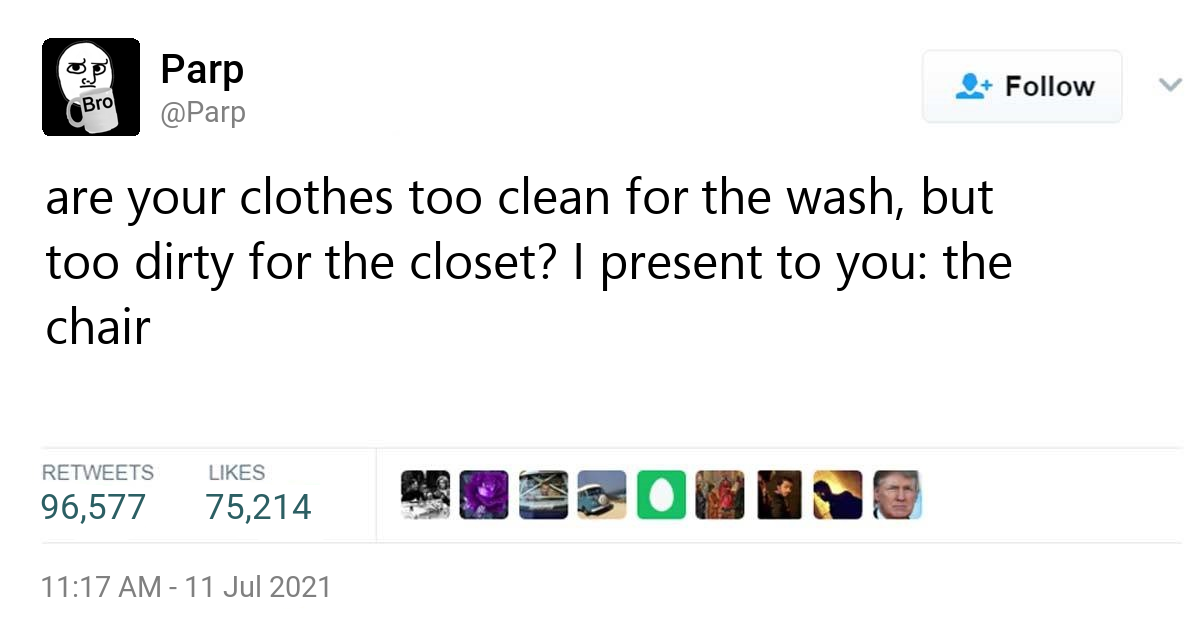 Bro
Parp
@Parp
Follow
are your clothes too clean for the wash, but
too dirty for the closet? I present to you: the
chair
RETWEETS LIKES
96,577 75,214
11:17 AM - 11 Jul 2021